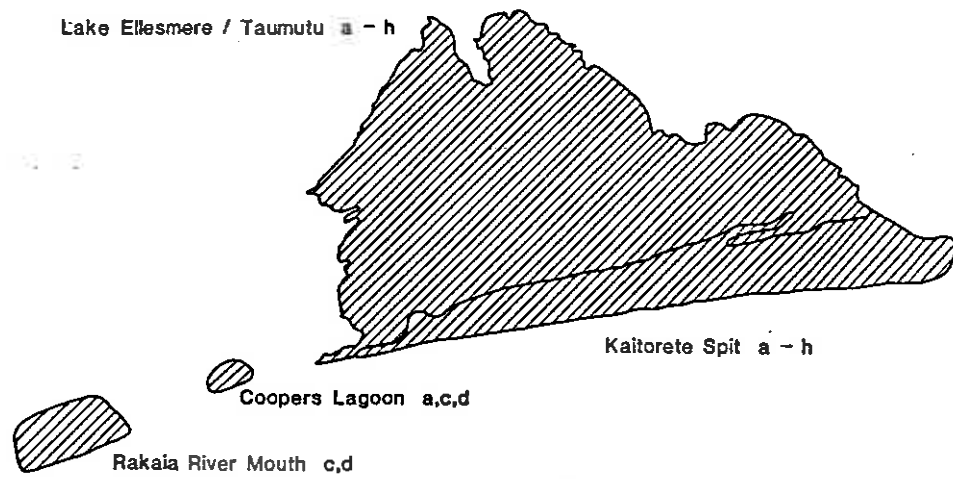 Lake Ellesmere / Taumutu a - h
Kaitorete Spit a - h
Coopers Lagoon a,c,d
Rakaia River Mouth c,d